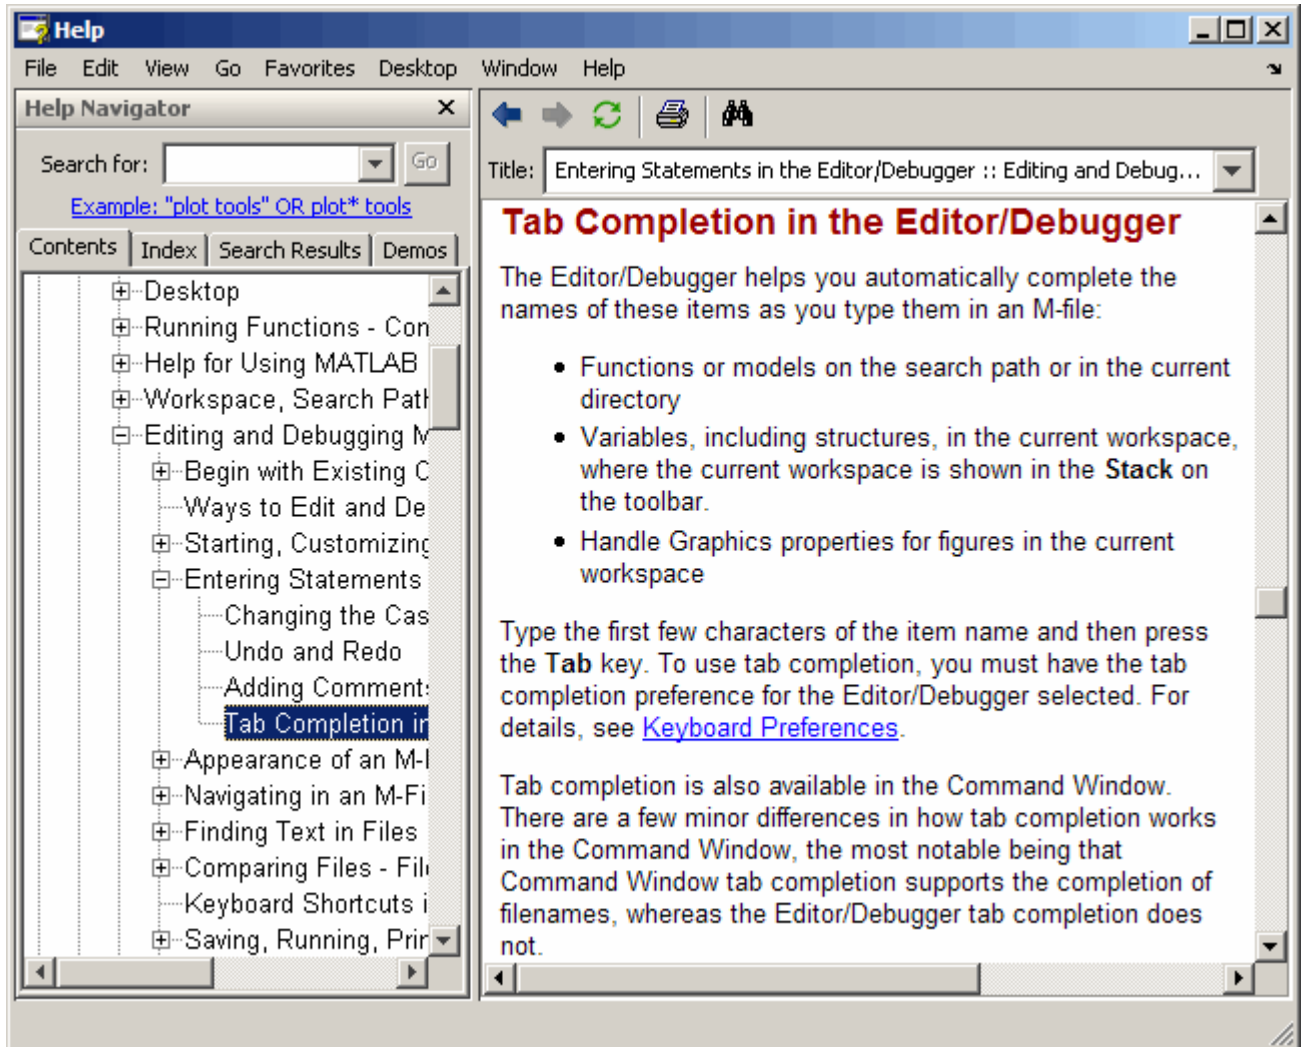 Help
File Edit View Go Favorites Desktop Window Help
Help Navigator
Search for: Go
Example: "plot tools" OR plot* tools
Contents Index Search Results Demos
Desktop
Running Functions - Con
Help for Using MATLAB
Workspace, Search Path
Editing and Debugging M
Begin with Existing C
Ways to Edit and De
Starting, Customizing
Entering Statements
Changing the Cas
Undo and Redo
Adding Comments
Tab Completion in
Appearance of an M-F
Navigating in an M-Fi
Finding Text in Files
Comparing Files - File
Keyboard Shortcuts i
Saving, Running, Prin
Title: Entering Statements in the Editor/Debugger :: Editing and Debug...
Tab Completion in the Editor/Debugger
The Editor/Debugger helps you automatically complete the
names of these items as you type them in an M-file:
• Functions or models on the search path or in the current
directory
• Variables, including structures, in the current workspace,
where the current workspace is shown in the Stack on
the toolbar.
• Handle Graphics properties for figures in the current
workspace
Type the first few characters of the item name and then press
the Tab key. To use tab completion, you must have the tab
completion preference for the Editor/Debugger selected. For
details, see Keyboard Preferences.
Tab completion is also available in the Command Window.
There are a few minor differences in how tab completion works
in the Command Window, the most notable being that
Command Window tab completion supports the completion of
filenames, whereas the Editor/Debugger tab completion does
not.